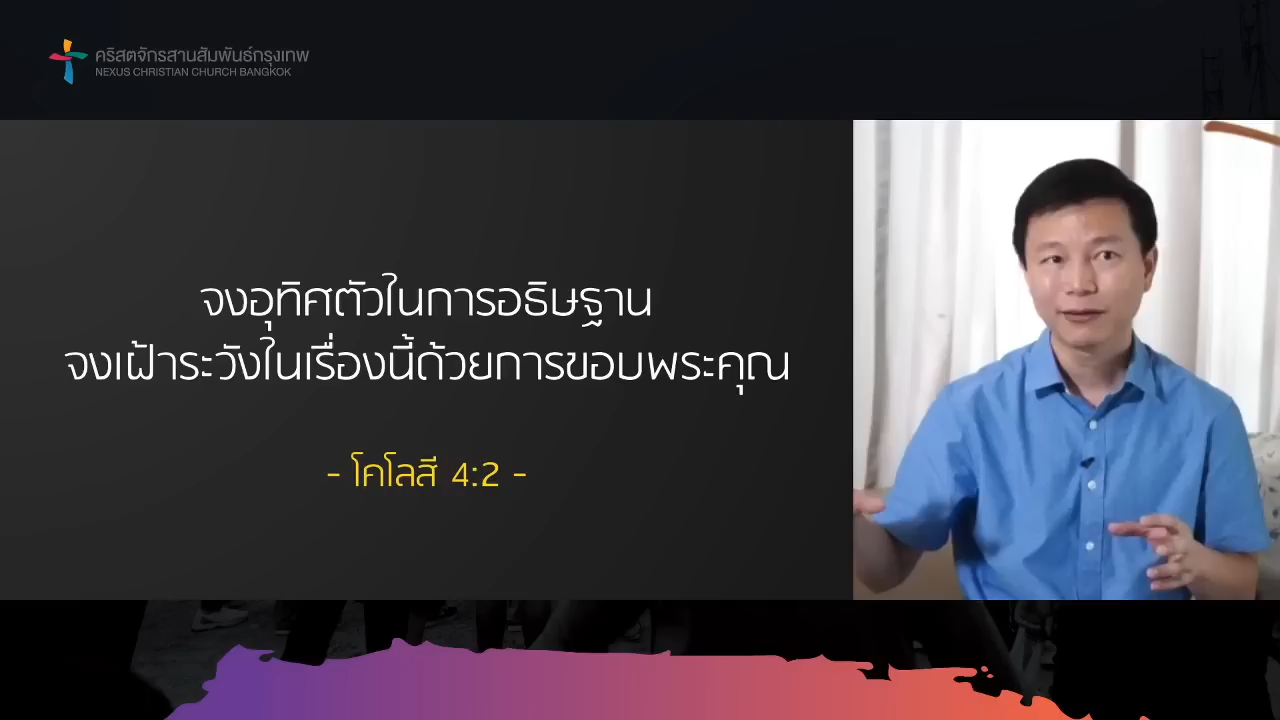 คริสตจักรสานสัมพันธ์กรุงเทพ
NEXUS CHRISTIAN CHURCH BANGKOK
จงอุทิศตัวในการอธิษฐาน
จงเฝ้าระวังในเรื่องนี้ด้วยการขอบพระคุณ
- โคโลสี 4:2 -